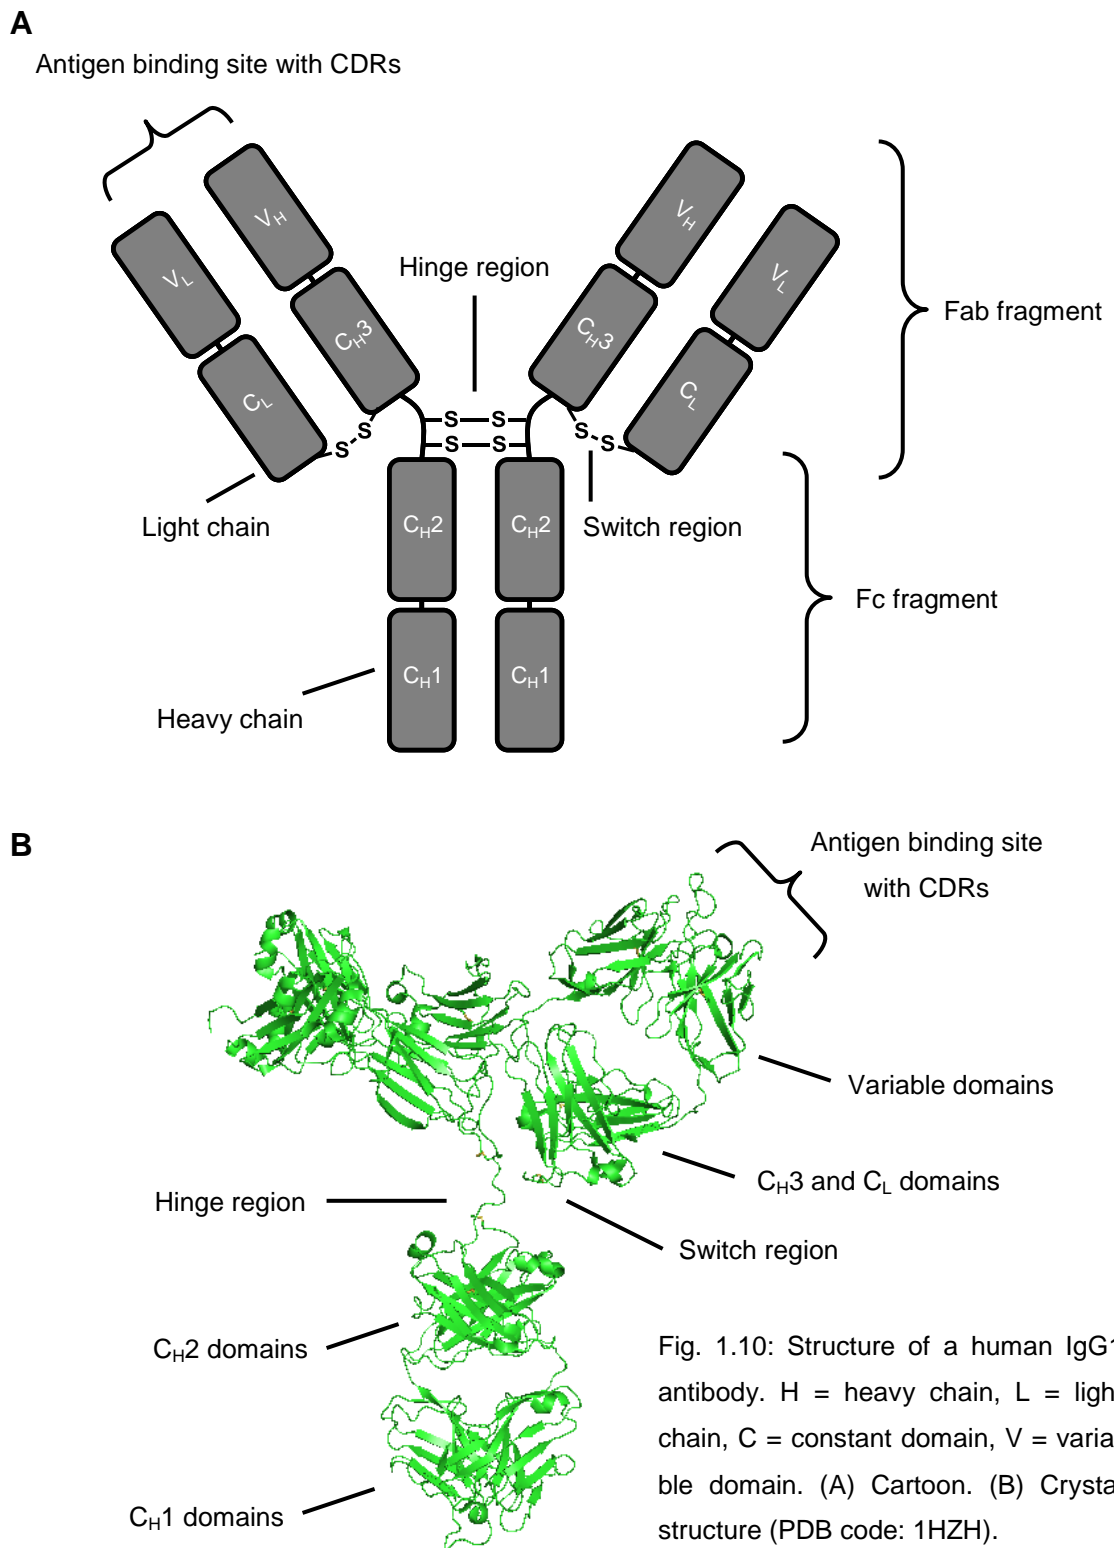 A
Antigen binding site with CDRs
VH
VH
VL
VL
Hinge region
Fab fragment
CH3
CH3
CL
CL
S S
S S
S
S
S
S
Light chain
CH2
CH2
Switch region
Fc fragment
CH1
CH1
Heavy chain
B
Antigen binding site
with CDRs
Variable domains
CH3 and CL domains
Hinge region
Switch region
CH2 domains
CH1 domains
Fig. 1.10: Structure of a human IgG1
antibody. H = heavy chain, L = ligh
chain, C = constant domain, V = varia
ble domain. (A) Cartoon. (B) Crysta
structure (PDB code: 1HZH).